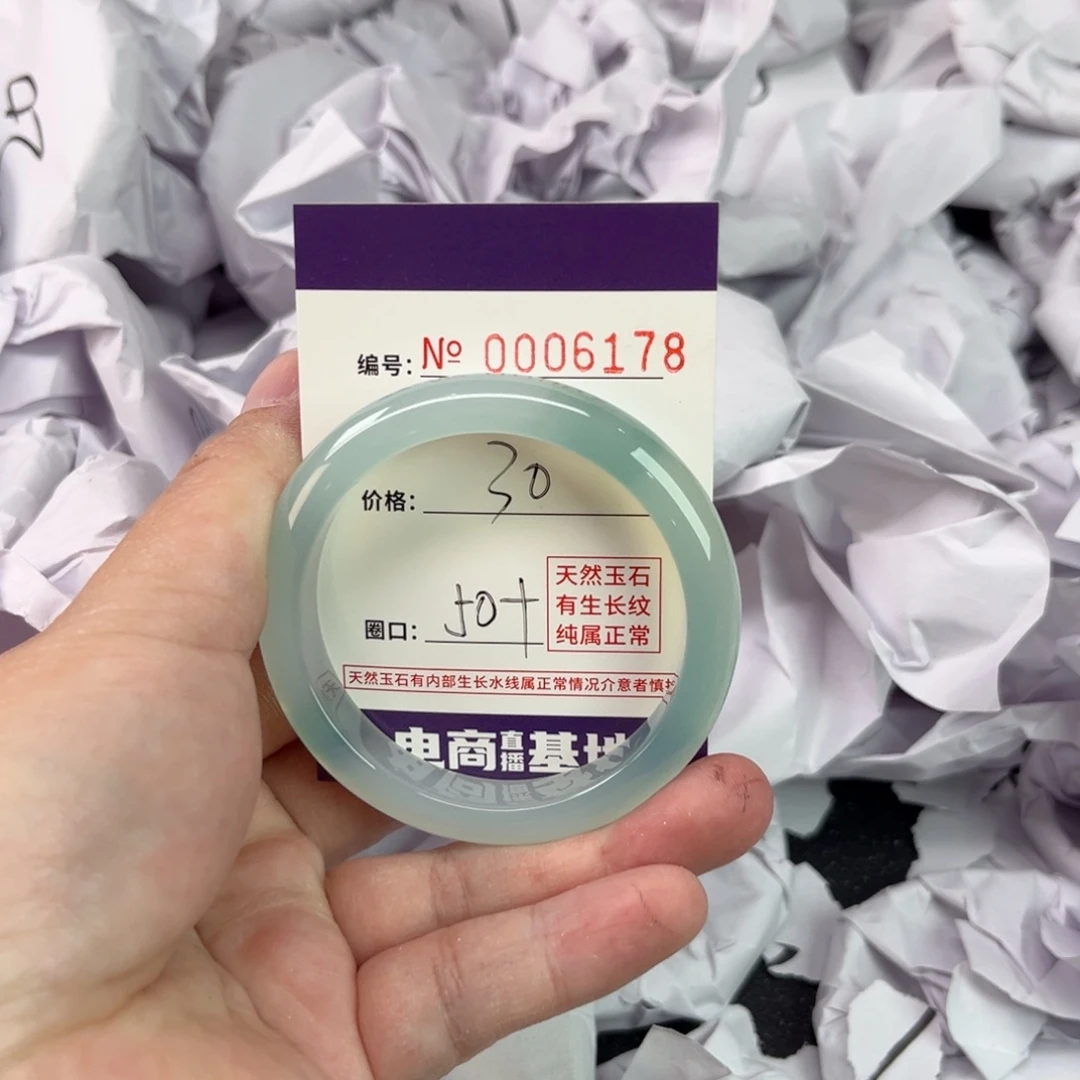 编号: № 0006178
价格: 30
圈口: 50+
天然玉石
有生长纹
纯属正常
天然玉石有内部生长水线属正常情况介意者慎
电商直播基地